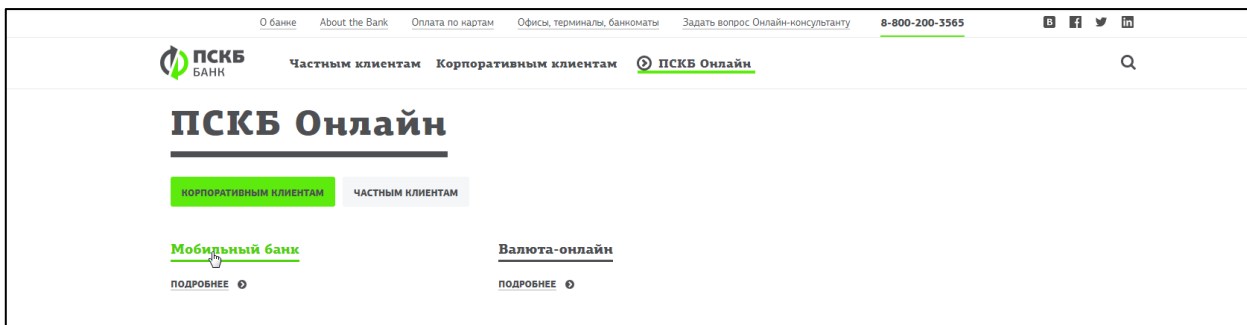 О банке About the Bank Оплата по картам Офисы, терминалы, банкоматы Задать вопрос Онлайн-консультанту 8-800-200-3565
ПСКБ БАНК Частным клиентам Корпоративным клиентам ПСКБ Онлайн
ПСКБ Онлайн
КОРПОРАТИВНЫМ КЛИЕНТАМ ЧАСТНЫМ КЛИЕНТАМ
Мобильный банк Валюта-онлайн
ПОДРОБНЕЕ ПОДРОБНЕЕ